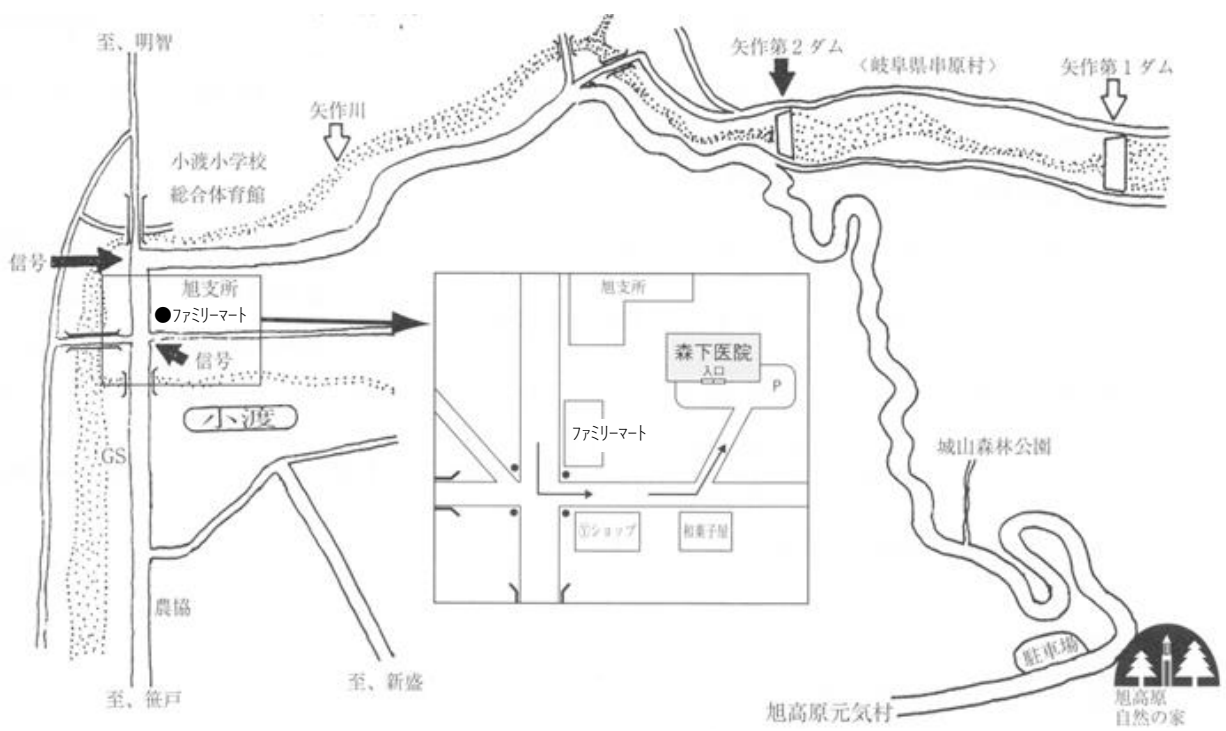 至、明智
矢作第２ダム
〈岐阜県串原村〉
矢作第１ダム
矢作川
小渡小学校
総合体育館
信号
旭支所
●ファミリーマート
信号
小渡
GS
農協
至、笹戸
至、新盛
旭支所
森下医院
入口
P
ファミリーマート
①ショップ
和菓子屋
城山森林公園
駐車場
旭高原元気村
旭高原
自然の家